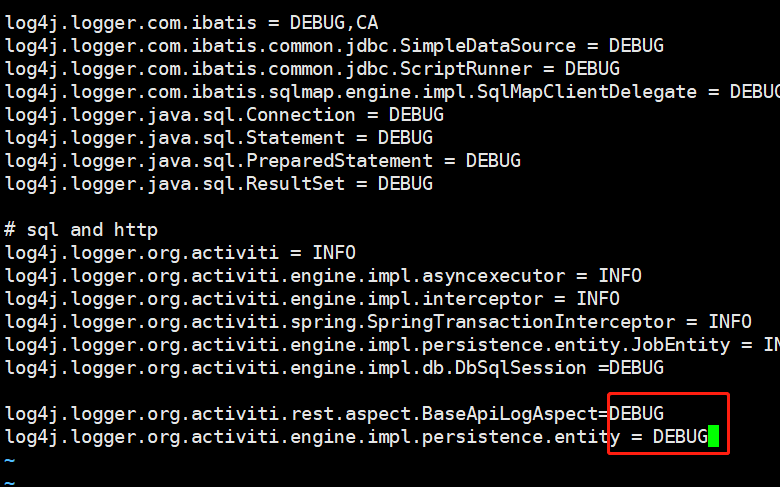 log4j.logger.com.ibatis = DEBUG,CA
log4j.logger.com.ibatis.common.jdbc.SimpleDataSource = DEBUG
log4j.logger.com.ibatis.common.jdbc.ScriptRunner = DEBUG
log4j.logger.com.ibatis.sqlmap.engine.impl.SqlMapClientDelegate = DEBUG
log4j.logger.java.sql.Connection = DEBUG
log4j.logger.java.sql.Statement = DEBUG
log4j.logger.java.sql.PreparedStatement = DEBUG
log4j.logger.java.sql.ResultSet = DEBUG
# sql and http
log4j.logger.org.activiti = INFO
log4j.logger.org.activiti.engine.impl.asyncexecutor = INFO
log4j.logger.org.activiti.engine.impl.interceptor = INFO
log4j.logger.org.activiti.spring.SpringTransactionInterceptor = INFO
log4j.logger.org.activiti.engine.impl.persistence.entity.JobEntity = IN
log4j.logger.org.activiti.engine.impl.db.DbSqlSession =DEBUG
log4j.logger.org.activiti.rest.aspect.BaseApiLogAspect=DEBUG
log4j.logger.org.activiti.engine.impl.persistence.entity = DEBUG
~
~